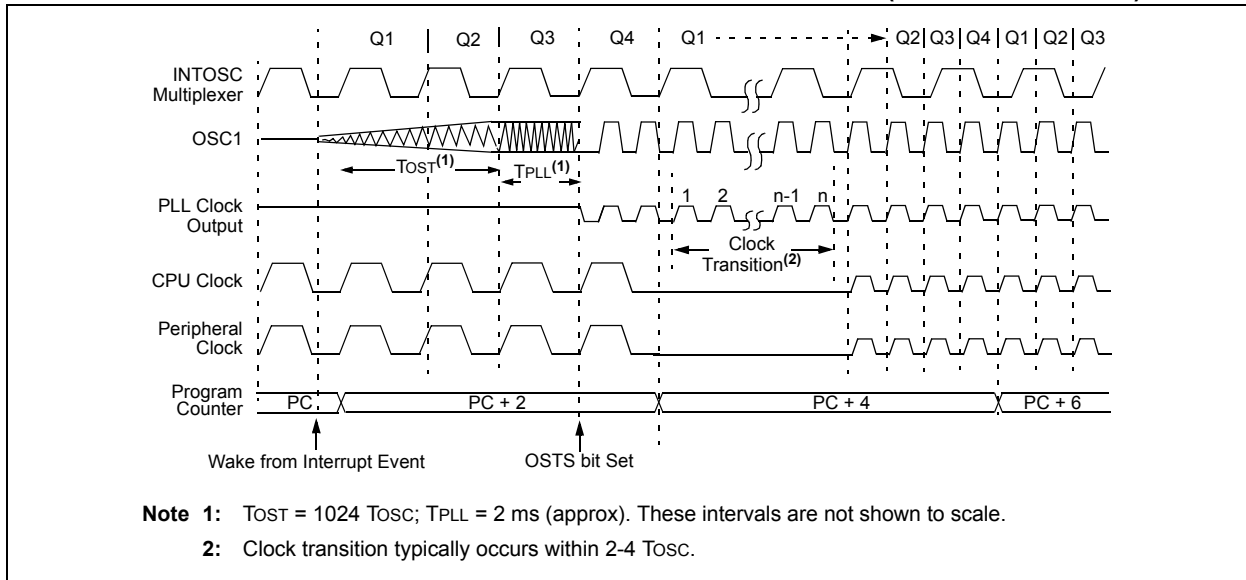 Q1 Q2 Q3 Q4 Q1 Q2 Q3 Q4 Q1 Q2 Q3
INTOSC
Multiplexer
OSC1
TOST(1)
TPLL(1)
1 2 n-1 n
PLL Clock
Output
Clock
Transition(2)
CPU Clock
Peripheral
Clock
Program
Counter
PC PC + 2 PC + 4 PC + 6
Wake from Interrupt Event OSTS bit Set
Note 1: TOST = 1024 TOSC; TPLL = 2 ms (approx). These intervals are not shown to scale.
2: Clock transition typically occurs within 2-4 TOSC.